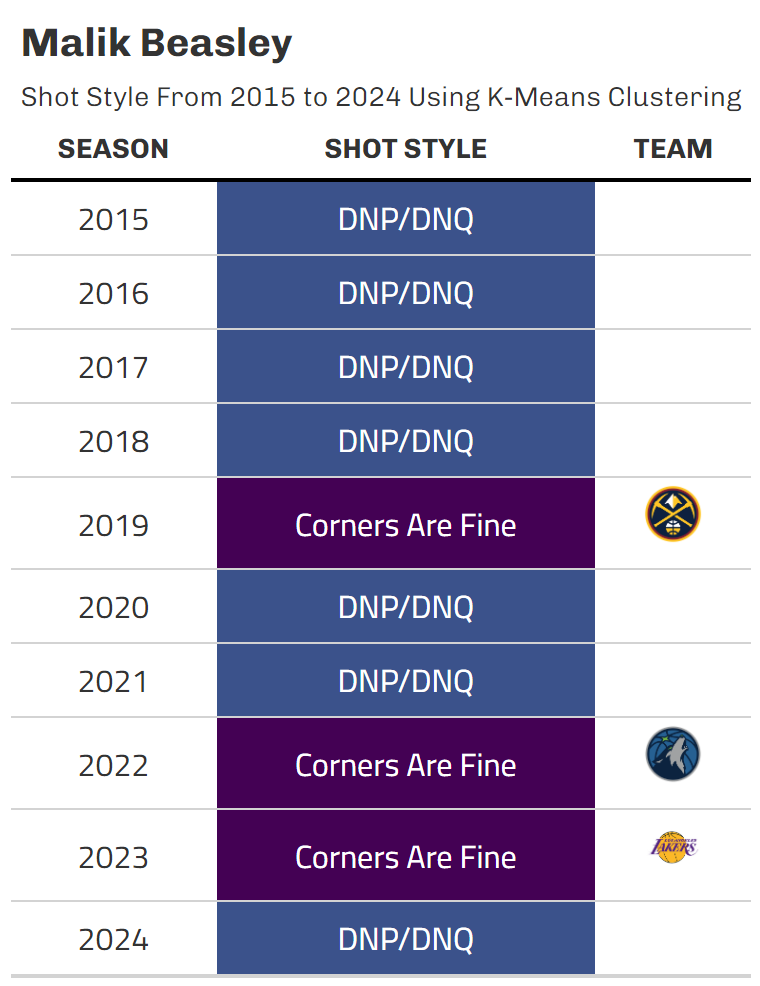 Malik Beasley
Shot Style From 2015 to 2024 Using K-Means Clustering
SEASON SHOT STYLE TEAM
2015 DNP/DNQ
2016 DNP/DNQ
2017 DNP/DNQ
2018 DNP/DNQ
2019 Corners Are Fine
2020 DNP/DNQ
2021 DNP/DNQ
2022 Corners Are Fine
2023 Corners Are Fine LOS ANGELES LAKERS
2024 DNP/DNQ